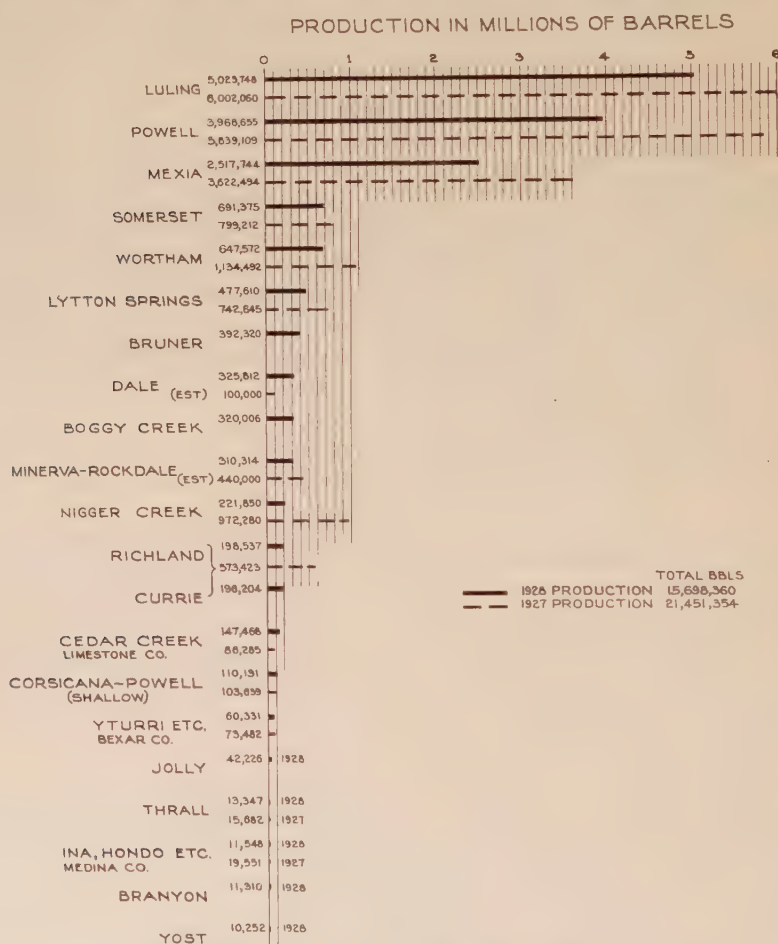 PRODUCTION IN MILLIONS OF BARRELS
0 1 2 3 4 5 6
LULING 5,023,748
6,002,060
POWELL 3,968,655
5,839,109
MEXIA 2,517,744
3,622,494
SOMERSET 691,375
799,212
WORTHAM 647,572
1,134,492
LYTTON SPRINGS 477,610
742,645
BRUNER 392,320
DALE 325,812
(EST) 100,000
BOGGY CREEK 320,006
MINERVA-ROCKDALE 310,314
(EST) 440,000
NIGGER CREEK 221,850
972,280
RICHLAND 198,537
573,423
CURRIE 198,204
TOTAL BBLS
1928 PRODUCTION 15,698,360
1927 PRODUCTION 21,451,354
CEDAR CREEK 147,468
LIMESTONE CO. 86,285
CORSICANA-POWELL 110,191
(SHALLOW) 103,659
YTURRI ETC. 60,331
BEXAR CO. 73,482
JOLLY 42,226 1928
THRALL 13,347 1928
15,682 1927
INA, HONDO ETC. 11,548 1928
MEDINA CO. 19,551 1927
BRANYON 11,310 1928
YOST 10,252 1928